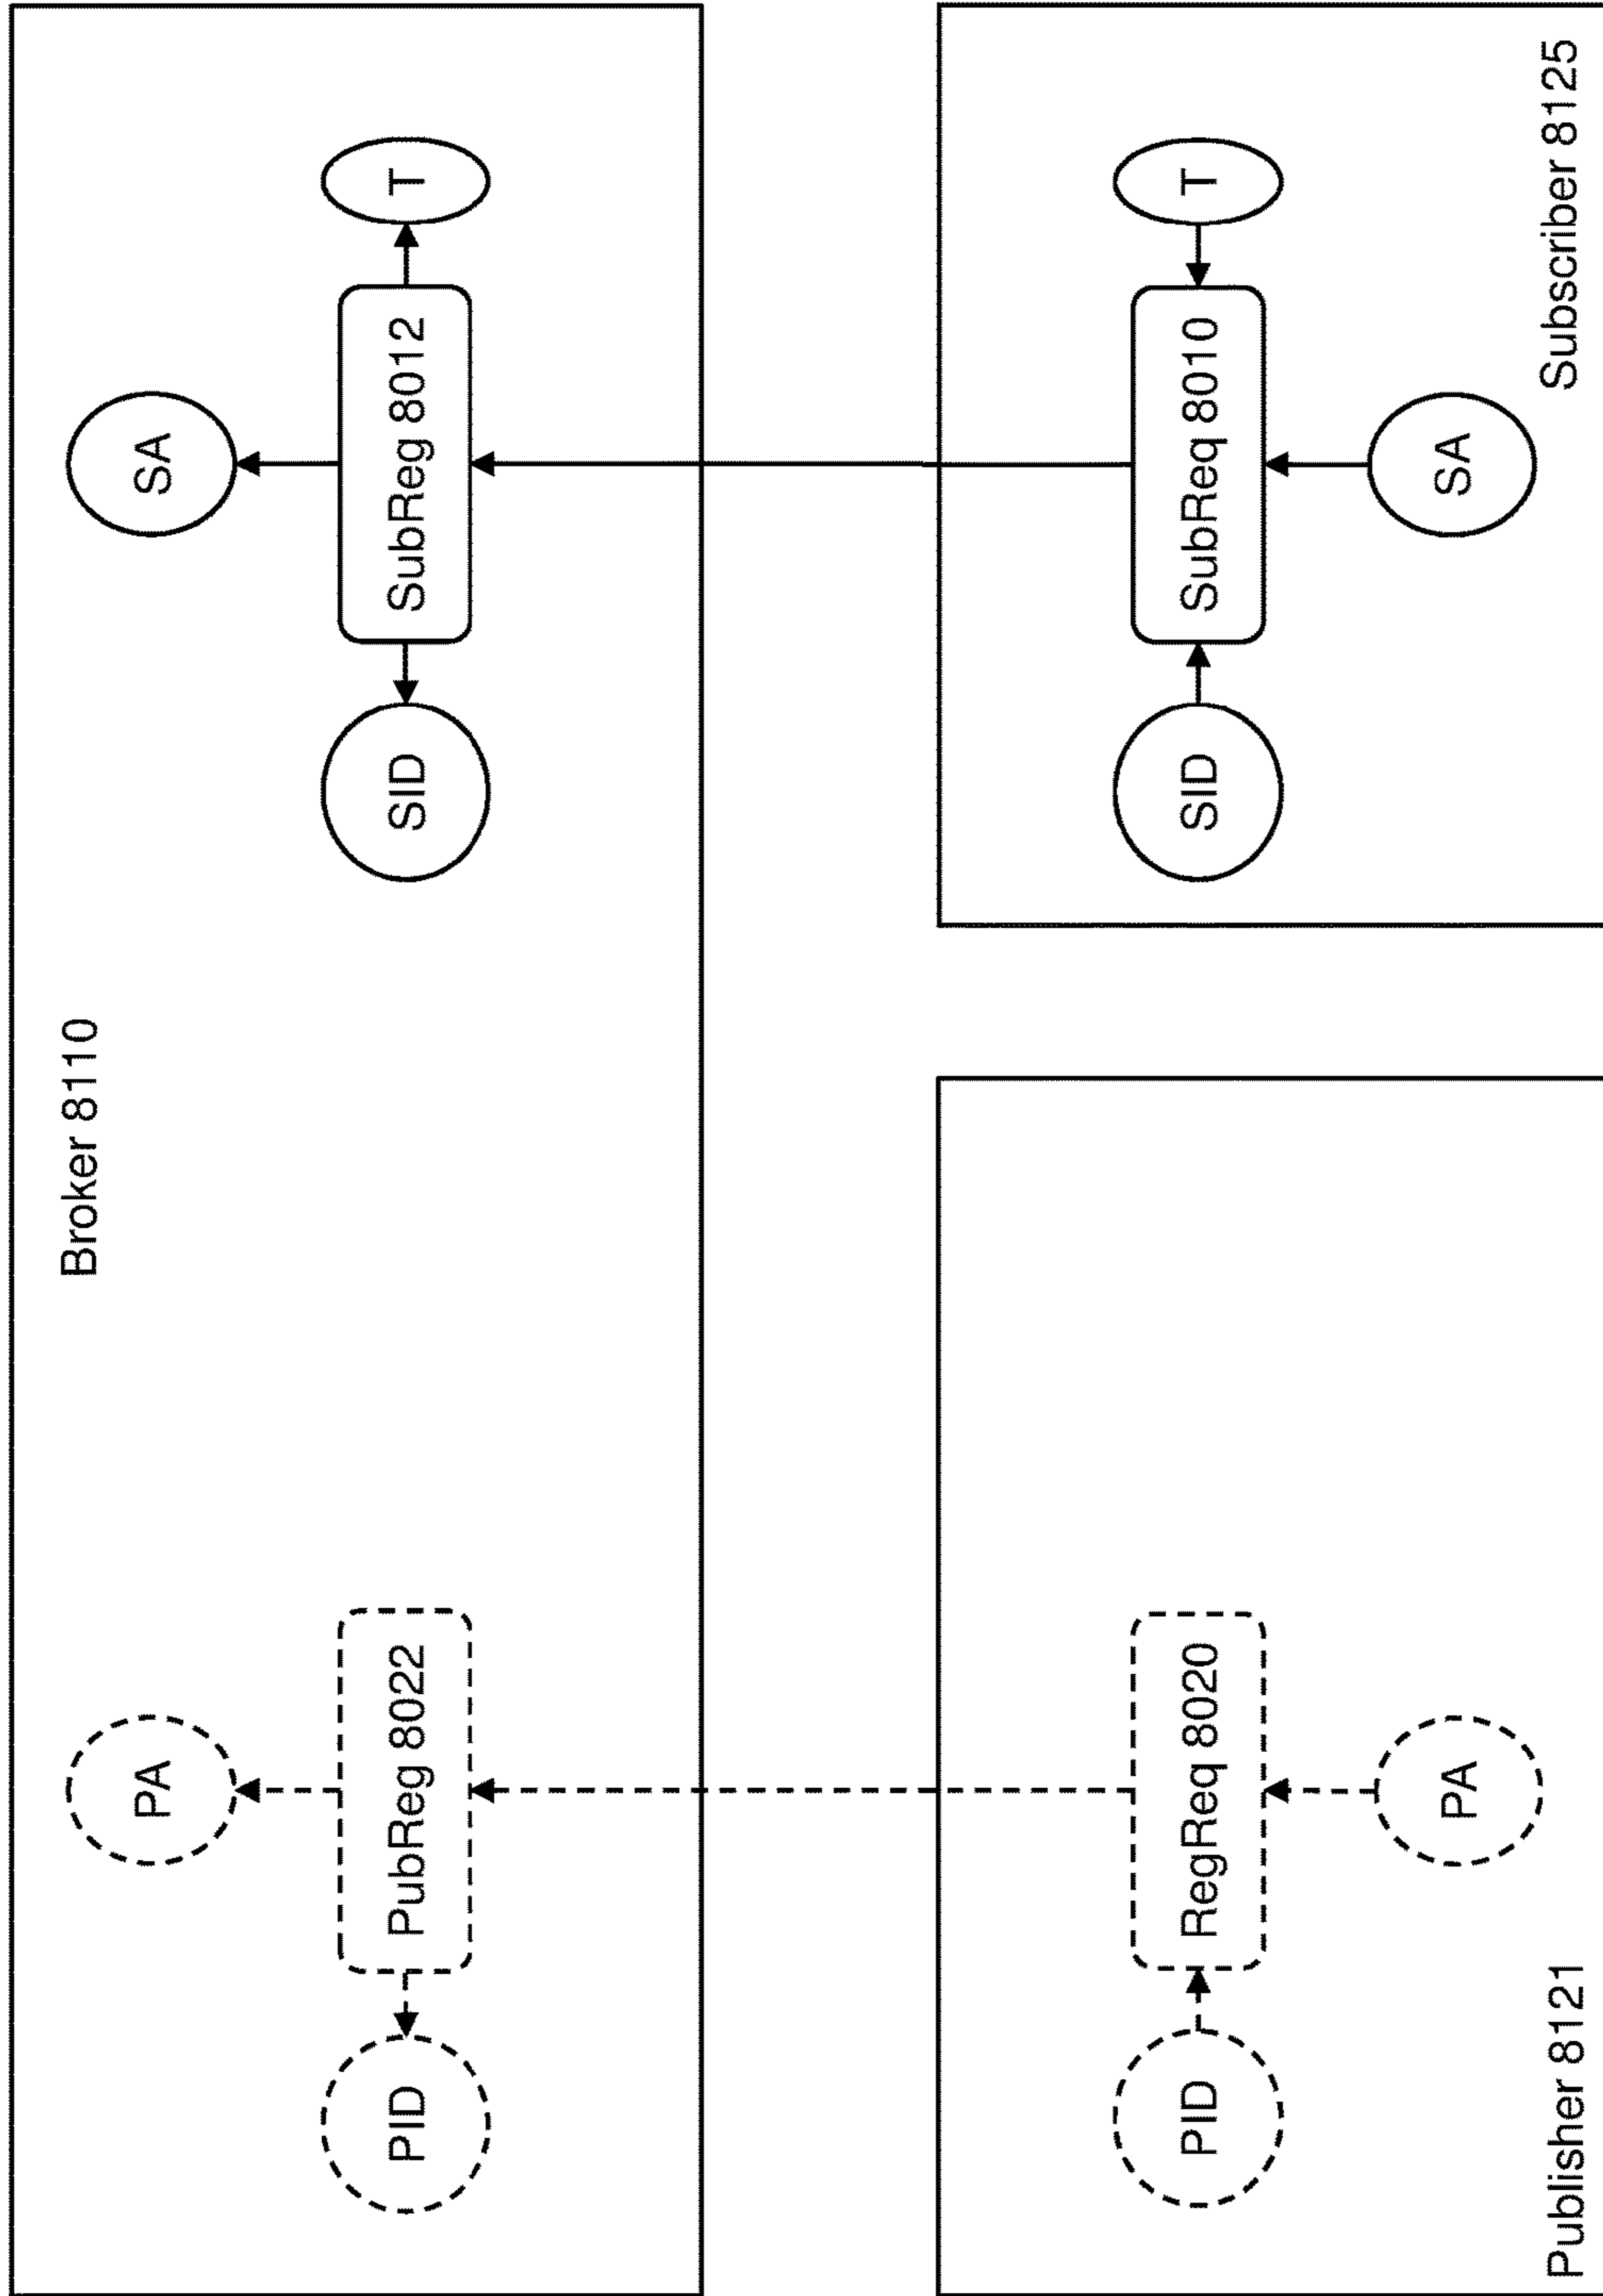 Broker 8110
PA
SA
PID
PubReg 8022
SID
SubReg 8012
T
PID
RegReq 8020
SID
SubReq 8010
T
PA
SA
Publisher 8121
Subscriber 8125